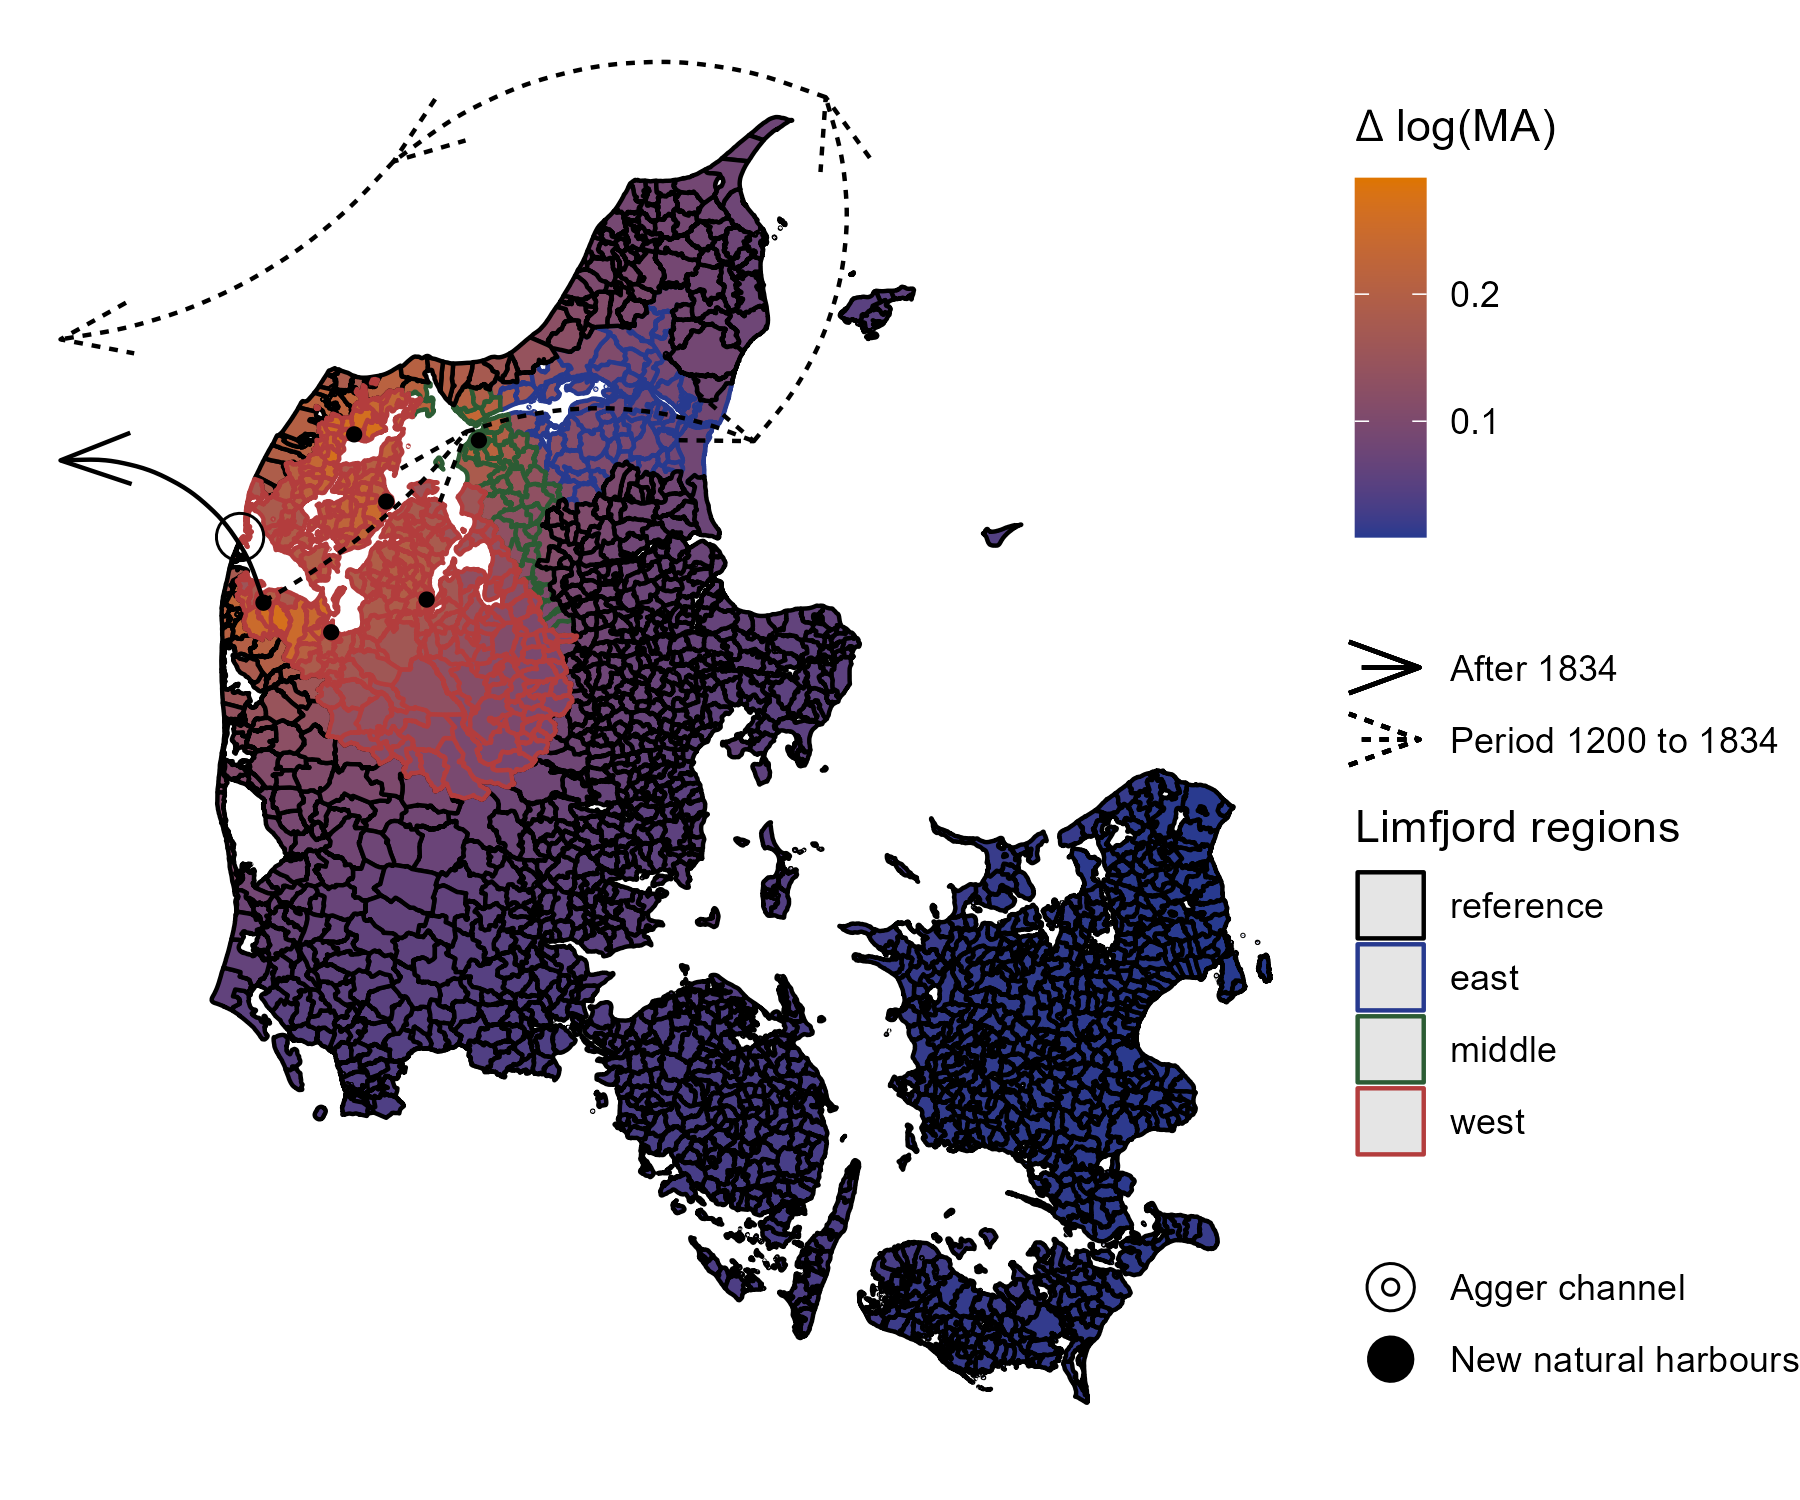 Δ log(MA)
0.2
0.1
After 1834
Period 1200 to 1834
Limfjord regions
reference
east
middle
west
Agger channel
New natural harbours